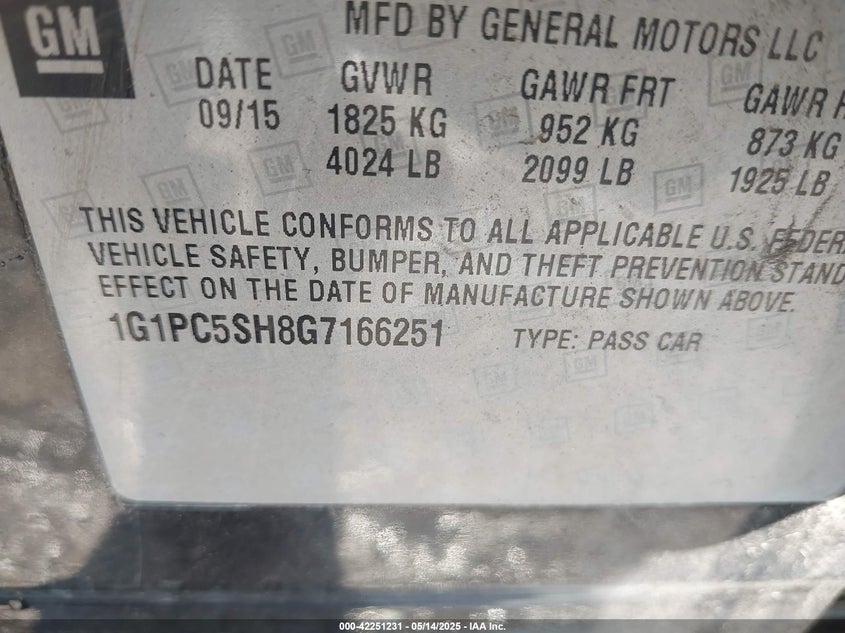 GM
MFD BY GENERAL MOTORS LLC
DATE GVWR GAWR FRT GAWR
09/15 1825 KG 952 KG 873 KG
4024 LB 2099 LB 1925 LB
THIS VEHICLE CONFORMS TO ALL APPLICABLE U.S. FEDER
VEHICLE SAFETY, BUMPER, AND THEFT PREVENTION STAND
EFFECT ON THE DATE OF MANUFACTURE SHOWN ABOVE.
1G1PC5SH8G7166251 TYPE: PASS CAR
000-42251231 - 05/14/2025 - IAA Inc.